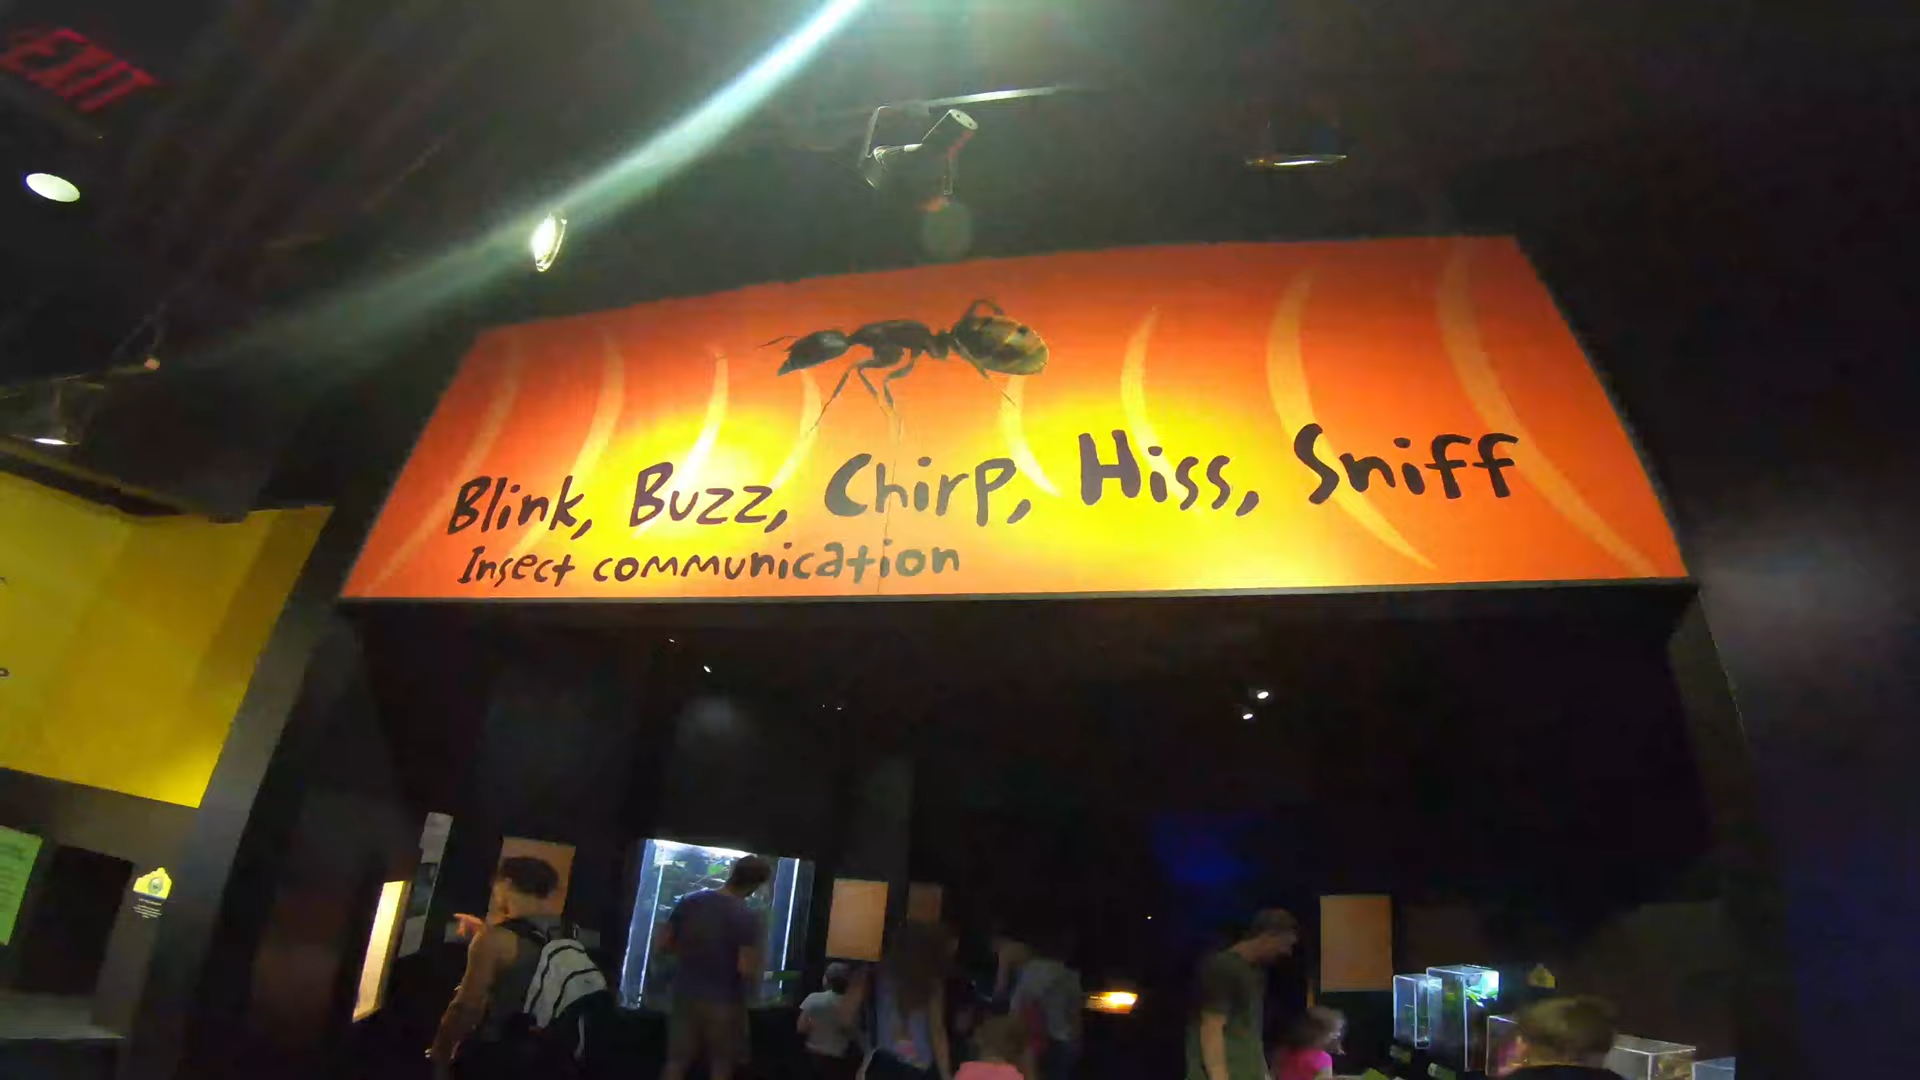 EXIT
Blink, Buzz, Chirp, Hiss, Sniff
Insect communication